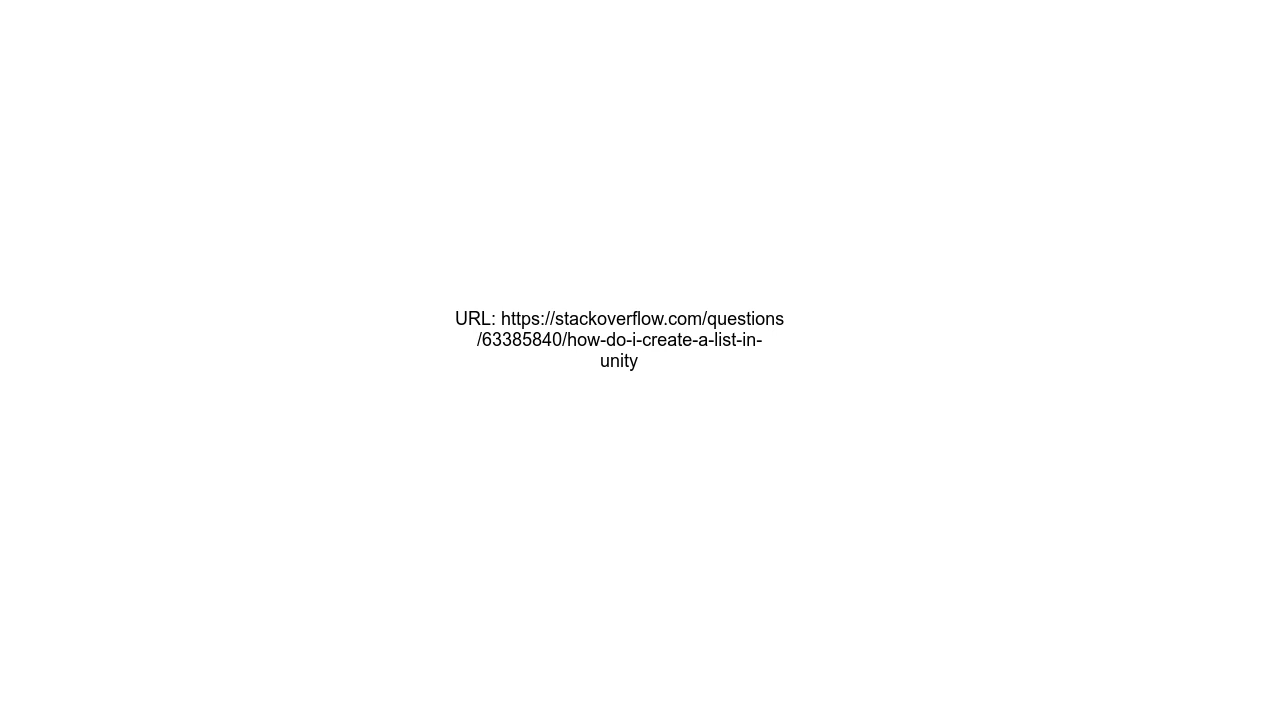 URL: https://stackoverflow.com/questions
/63385840/how-do-i-create-a-list-in-
unity